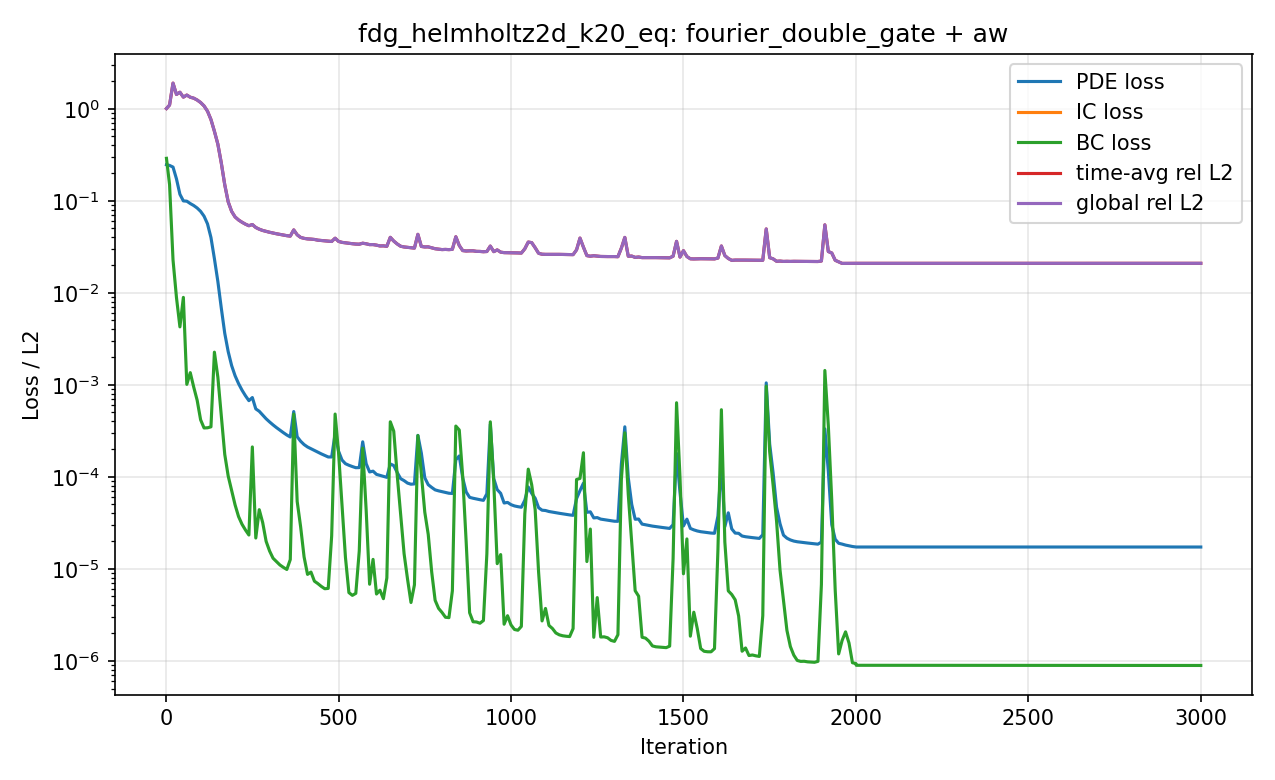 fdg_helmholtz2d_k20_eq: fourier_double_gate + aw
PDE loss
IC loss
BC loss
time-avg rel L2
global rel L2
Loss / L2
10⁰
10⁻¹
10⁻²
10⁻³
10⁻⁴
10⁻⁵
10⁻⁶
0 500 1000 1500 2000 2500 3000
Iteration